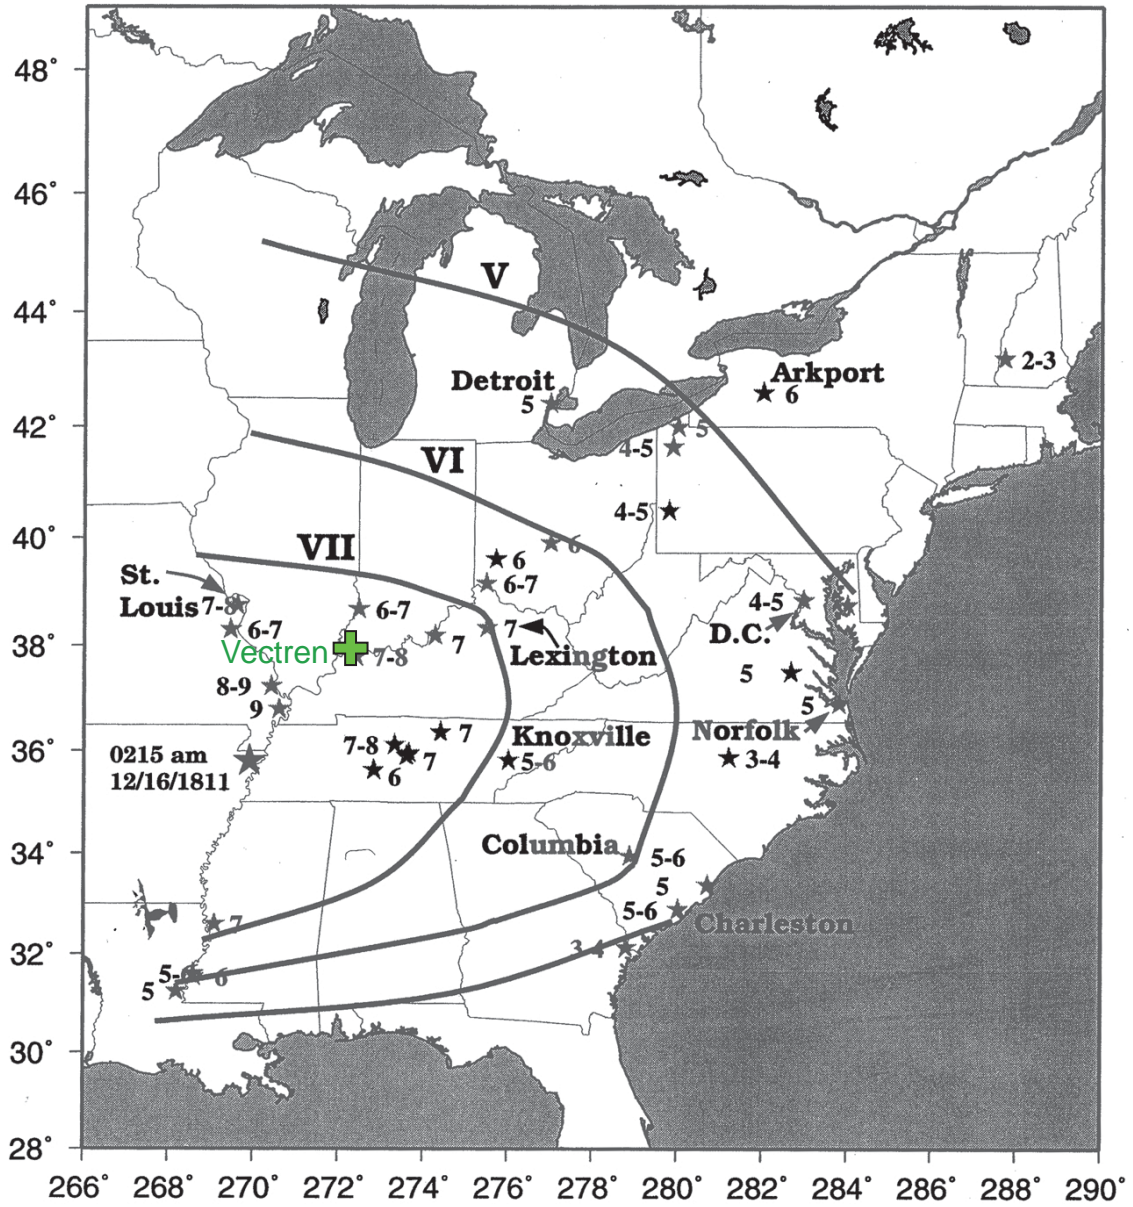 48°
46°
V
44°
2-3
Arkport
6
Detroit
5
42°
5
4-5
VI
4-5
40°
6
VII
6
6-7
St.
Louis
7-8
6-7
6-7
4-5
D.C.
7
7
Lexington
38°
Vectren
7-8
5
8-9
9
5
Norfolk
7
Knoxville
7-8
7
5-6
3-4
36°
0215 am
12/16/1811
6
Columbia
5-6
34°
5
5-6
Charleston
7
3-4
32°
5-6
6
5
30°
28°
266° 268° 270° 272° 274° 276° 278° 280° 282° 284° 286° 288° 290°